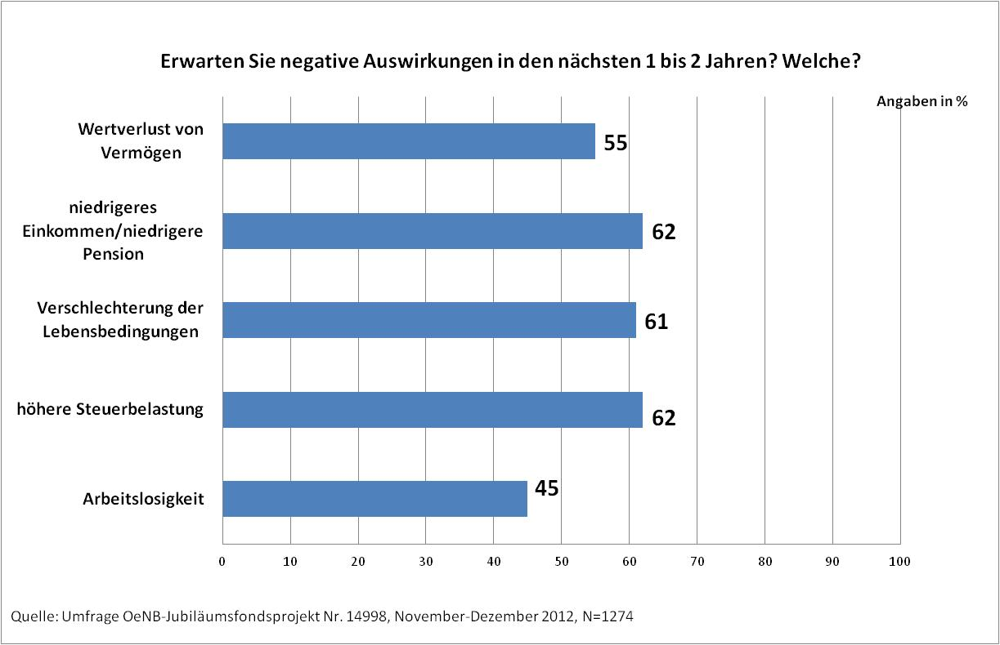 Erwarten Sie negative Auswirkungen in den nächsten 1 bis 2 Jahren? Welche?
Angaben in %
Wertverlust von
Vermögen
55
niedrigeres
Einkommen/niedrigere
Pension
62
Verschlechterung der
Lebensbedingungen
61
höhere Steuerbelastung
62
Arbeitslosigkeit
45
0 10 20 30 40 50 60 70 80 90 100
Quelle: Umfrage OeNB-Jubiläumsfondsprojekt Nr. 14998, November-Dezember 2012, N=1274